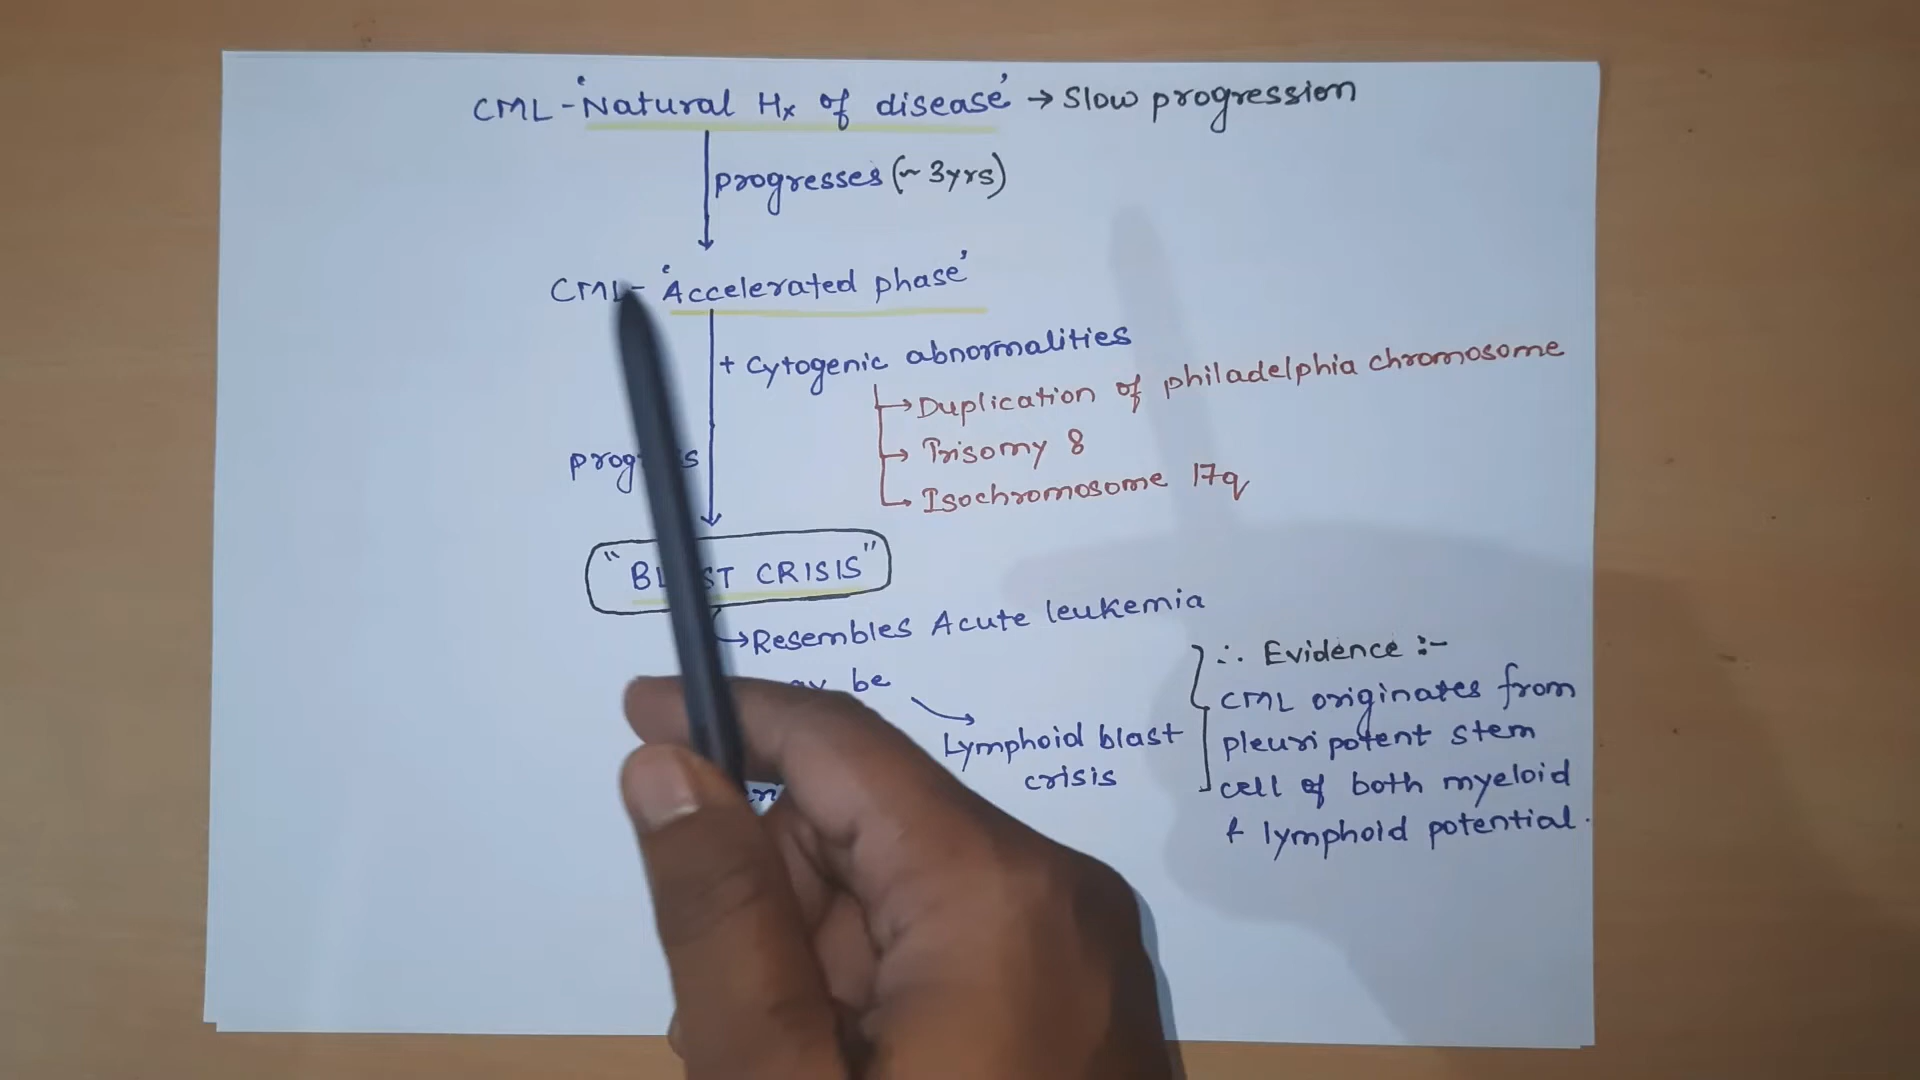 CML - 'Natural Hx of disease' → Slow progression
progresses (~ 3yrs)
CML - 'Accelerated phase'
+ Cytogenic abnormalities
→ Duplication of philadelphia chromosome
→ Trisomy 8
→ Isochromosome 17q
"BLAST CRISIS"
→ Resembles Acute leukemia
be
Lymphoid blast
crisis
∴ Evidence :-
CML originates from
pleuripotent stem
cell of both myeloid
& lymphoid potential.